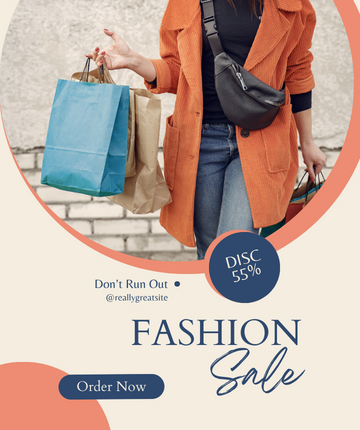 DISC
55%
Don't Run Out
@reallygreatsite
FASHION
Sale
Order Now